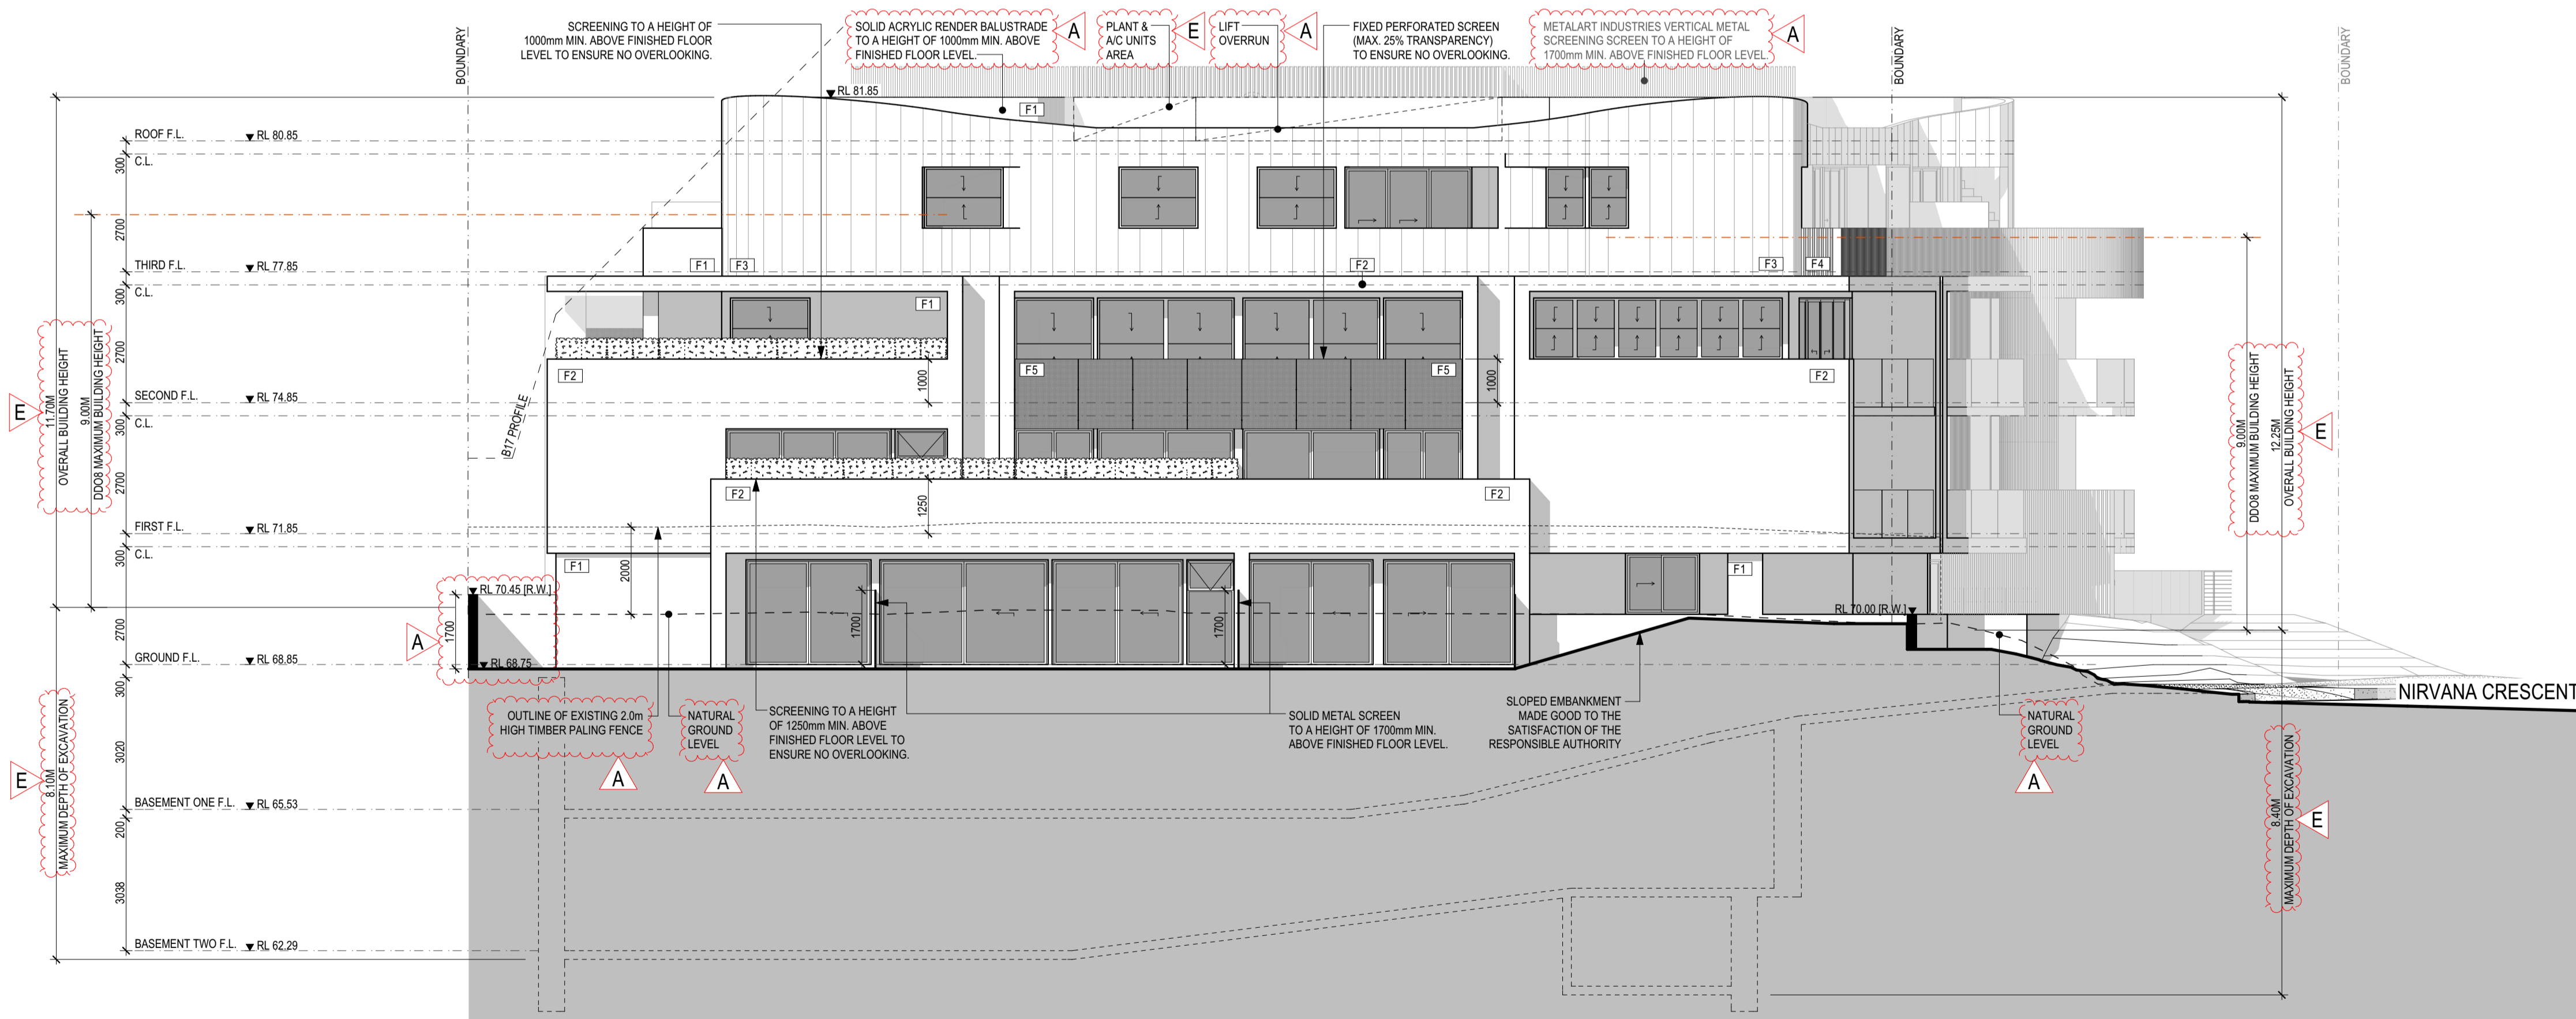 SCREENING TO A HEIGHT OF
1000mm MIN. ABOVE FINISHED FLOOR
LEVEL TO ENSURE NO OVERLOOKING.
SOLID ACRYLIC RENDER BALUSTRADE
TO A HEIGHT OF 1000mm MIN. ABOVE
FINISHED FLOOR LEVEL.
A
PLANT &
A/C UNITS
AREA
E
LIFT
OVERRUN
A
FIXED PERFORATED SCREEN
(MAX. 25% TRANSPARENCY)
TO ENSURE NO OVERLOOKING.
METALART INDUSTRIES VERTICAL METAL
SCREENING SCREEN TO A HEIGHT OF
1700mm MIN. ABOVE FINISHED FLOOR LEVEL.
A
BOUNDARY
BOUNDARY
BOUNDARY
RL 81.85
F1
ROOF F.L. RL 80.85
300
C.L.
2700
THIRD F.L. RL 77.85
F1
F3
F2
F3
F4
300
C.L.
F1
2700
F2
1000
F5
F5
1000
F2
SECOND F.L. RL 74.85
300
C.L.
B17 PROFILE
2700
F2
1250
F2
FIRST F.L. RL 71.85
300
C.L.
F1
2000
F1
RL 70.45 [R.W.]
1700
A
2700
1700
1700
RL 70.00 [R.W.]
GROUND F.L. RL 68.85
RL 68.75
300
E
11.70M
OVERALL BUILDING HEIGHT
9.00M
DDO8 MAXIMUM BUILDING HEIGHT
9.00M
DDO8 MAXIMUM BUILDING HEIGHT
12.25M
OVERALL BUILDING HEIGHT
E
NIRVANA CRESCENT
OUTLINE OF EXISTING 2.0m
HIGH TIMBER PALING FENCE
A
NATURAL
GROUND
LEVEL
A
SCREENING TO A HEIGHT
OF 1250mm MIN. ABOVE
FINISHED FLOOR LEVEL TO
ENSURE NO OVERLOOKING.
SOLID METAL SCREEN
TO A HEIGHT OF 1700mm MIN.
ABOVE FINISHED FLOOR LEVEL.
SLOPED EMBANKMENT
MADE GOOD TO THE
SATISFACTION OF THE
RESPONSIBLE AUTHORITY
NATURAL
GROUND
LEVEL
A
3020
E
8.10M
MAXIMUM DEPTH OF EXCAVATION
BASEMENT ONE F.L. RL 65.53
200
3038
BASEMENT TWO F.L. RL 62.29
8.40M
MAXIMUM DEPTH OF EXCAVATION
E